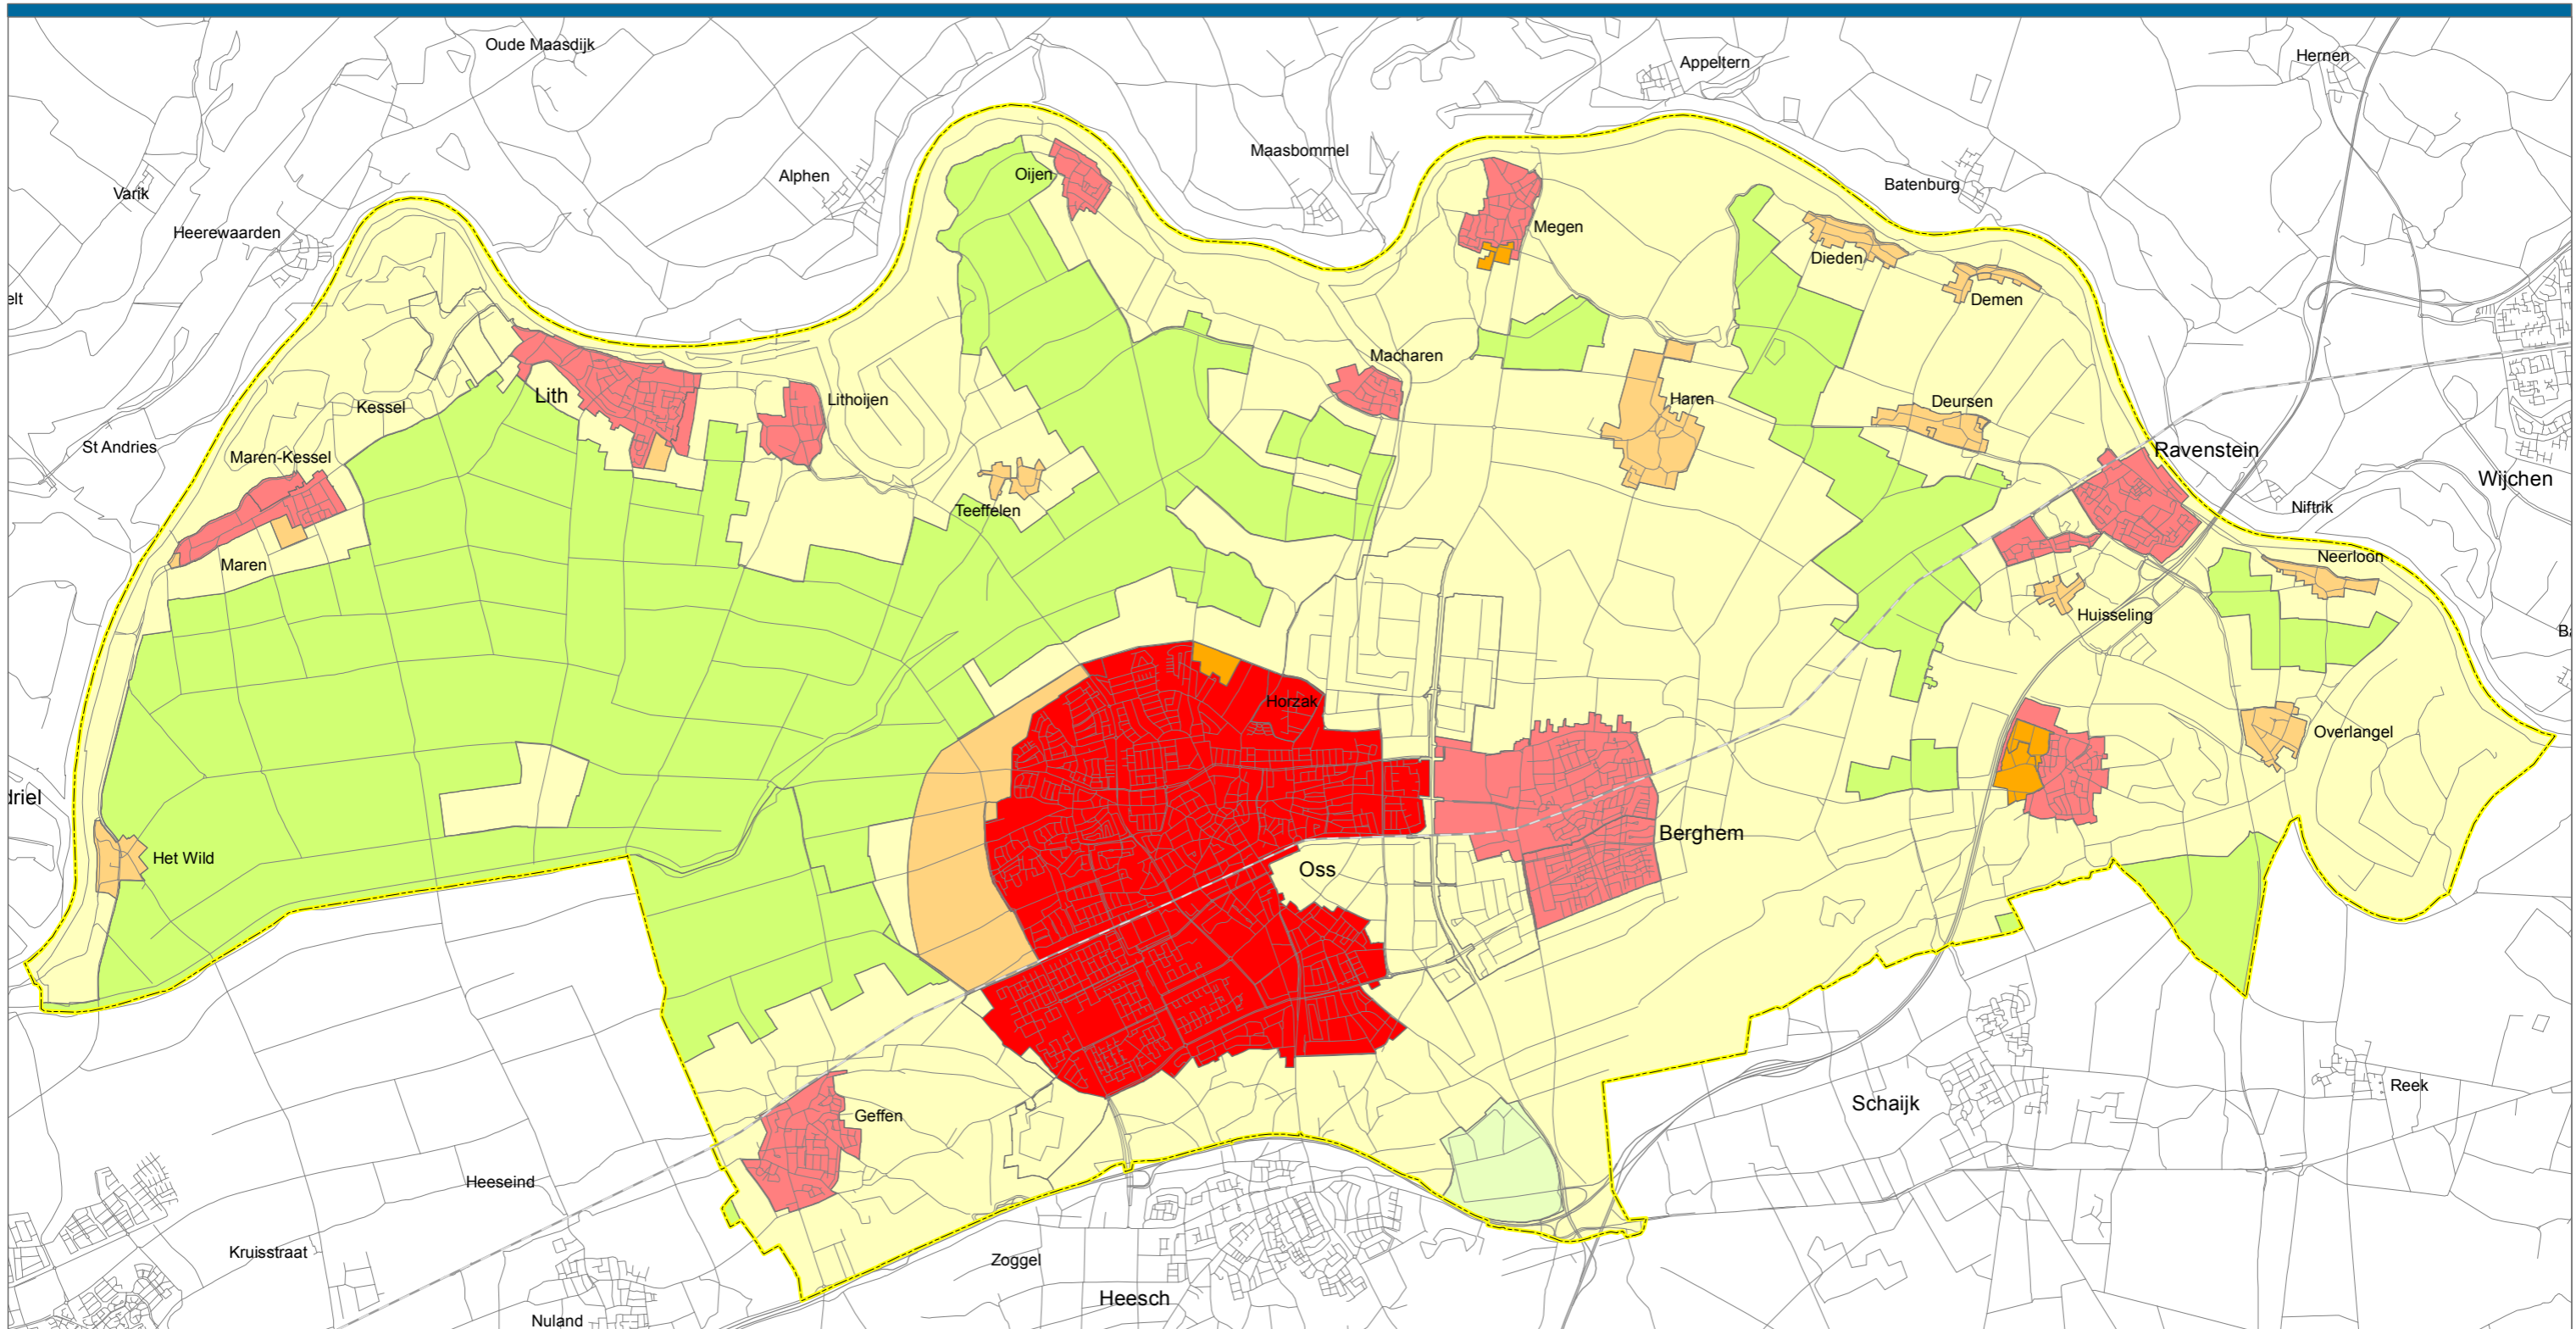 Oude Maasdijk
Appeltern
Hernen
Maasbommel
Alphen
Oijen
Batenburg
Varik
Heerewaarden
Megen
Dieden
Demen
elt
Macharen
Lith
Lithoijen
Haren
Deursen
Kessel
St Andries
Maren-Kessel
Ravenstein
Wijchen
Niftrik
Teeffelen
Maren
Neerloon
Huisseling
Horzak
Overlangel
driel
Berghem
Het Wild
Oss
Reek
Schaijk
Geffen
Heeseind
Kruisstraat
Zoggel
Heesch
Nuland